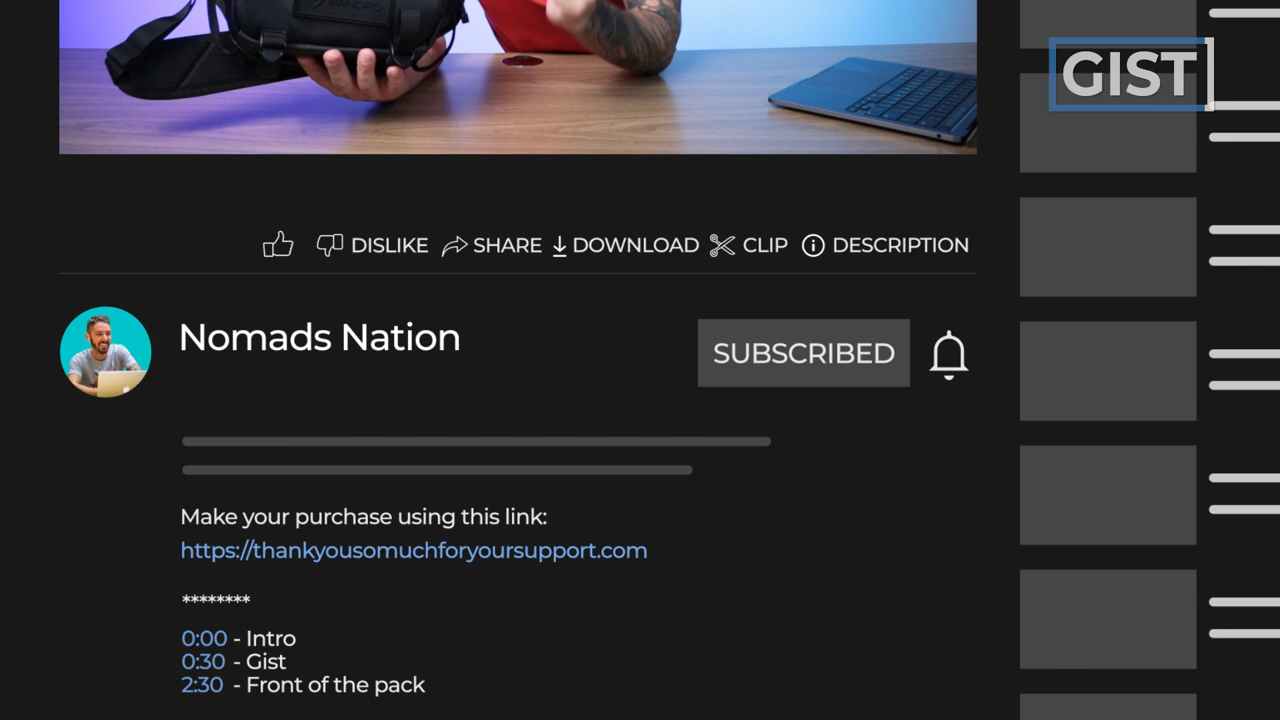 WANDRD
GIST
DISLIKE SHARE DOWNLOAD CLIP DESCRIPTION
Nomads Nation
SUBSCRIBED
Make your purchase using this link:
https://thankyousomuchforyoursupport.com
********
0:00 - Intro
0:30 - Gist
2:30 - Front of the pack